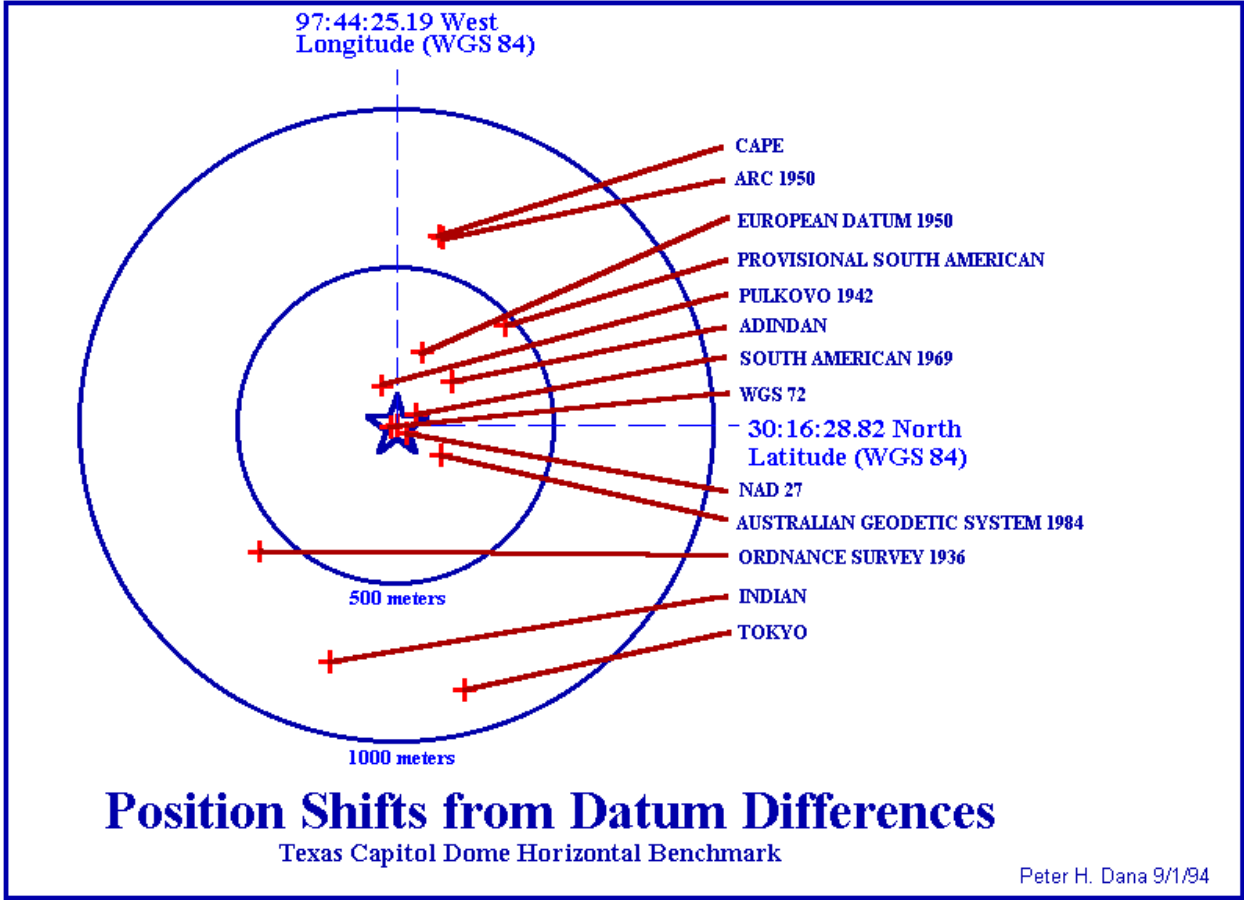 97:44:25.19 West
Longitude (WGS 84)
CAPE
ARC 1950
EUROPEAN DATUM 1950
PROVISIONAL SOUTH AMERICAN
PULKOVO 1942
ADINDAN
SOUTH AMERICAN 1969
WGS 72
30:16:28.82 North
Latitude (WGS 84)
NAD 27
AUSTRALIAN GEODETIC SYSTEM 1984
ORDNANCE SURVEY 1936
500 meters
INDIAN
TOKYO
1000 meters
Position Shifts from Datum Differences
Texas Capitol Dome Horizontal Benchmark
Peter H. Dana 9/1/94